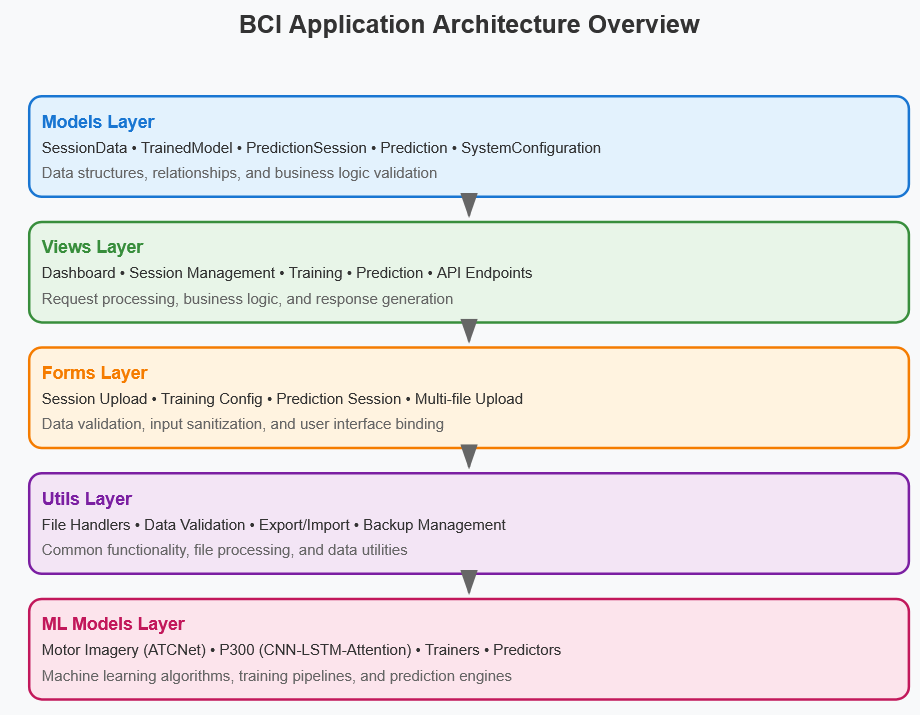 BCI Application Architecture Overview
Models Layer
SessionData • TrainedModel • PredictionSession • Prediction • SystemConfiguration
Data structures, relationships, and business logic validation
Views Layer
Dashboard • Session Management • Training • Prediction • API Endpoints
Request processing, business logic, and response generation
Forms Layer
Session Upload • Training Config • Prediction Session • Multi-file Upload
Data validation, input sanitization, and user interface binding
Utils Layer
File Handlers • Data Validation • Export/Import • Backup Management
Common functionality, file processing, and data utilities
ML Models Layer
Motor Imagery (ATCNet) • P300 (CNN-LSTM-Attention) • Trainers • Predictors
Machine learning algorithms, training pipelines, and prediction engines